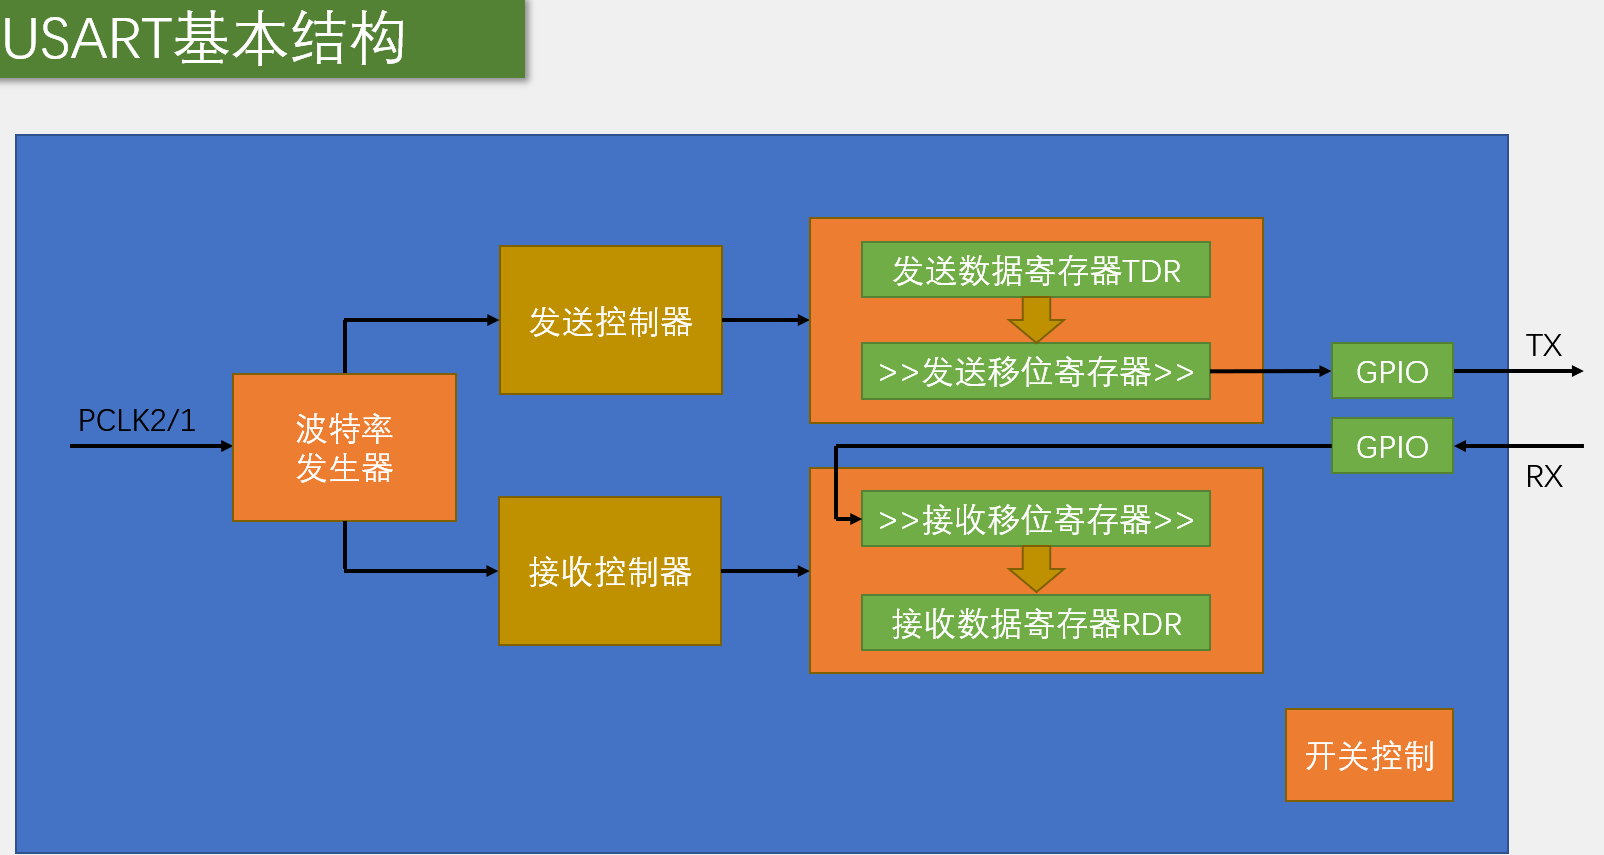 USART基本结构
发送数据寄存器TDR
发送控制器
>>发送移位寄存器>>
GPIO
TX
PCLK2/1
波特率
发生器
GPIO
RX
>>接收移位寄存器>>
接收控制器
接收数据寄存器RDR
开关控制